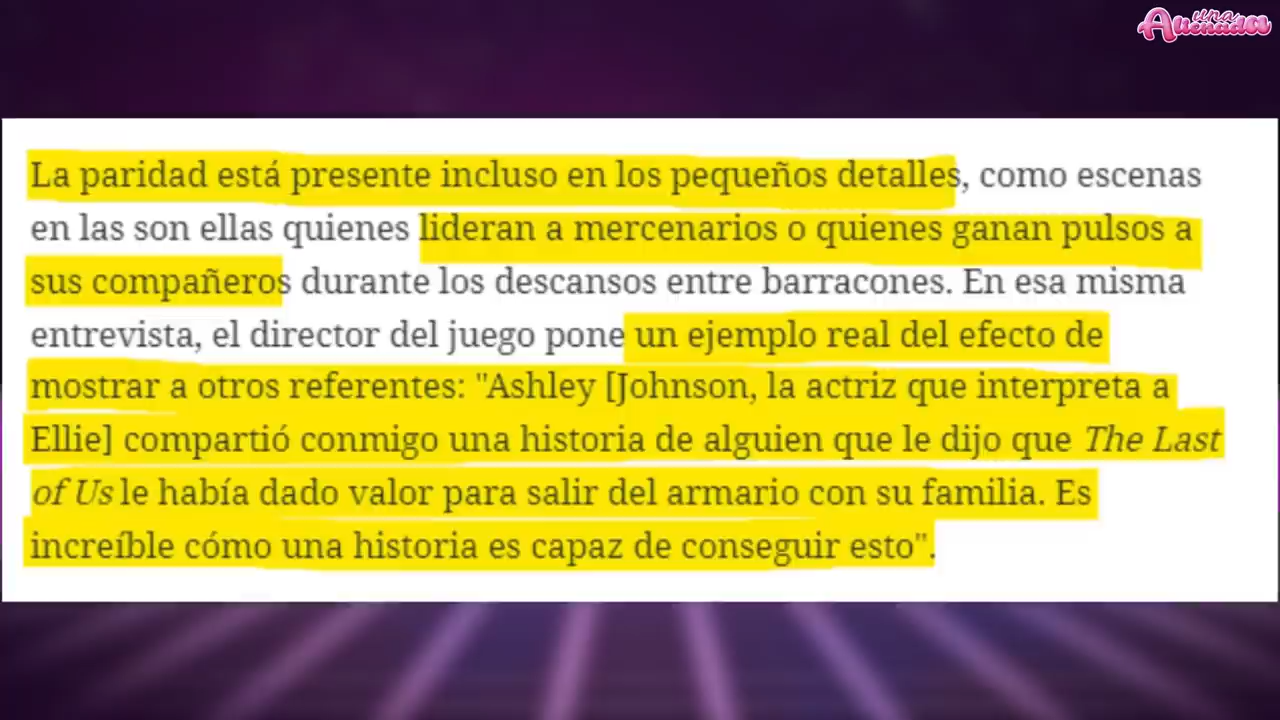 una
Alienada
La paridad está presente incluso en los pequeños detalles, como escenas
en las son ellas quienes lideran a mercenarios o quienes ganan pulsos a
sus compañeros durante los descansos entre barracones. En esa misma
entrevista, el director del juego pone un ejemplo real del efecto de
mostrar a otros referentes: "Ashley [Johnson, la actriz que interpreta a
Ellie] compartió conmigo una historia de alguien que le dijo que The Last
of Us le había dado valor para salir del armario con su familia. Es
increíble cómo una historia es capaz de conseguir esto".